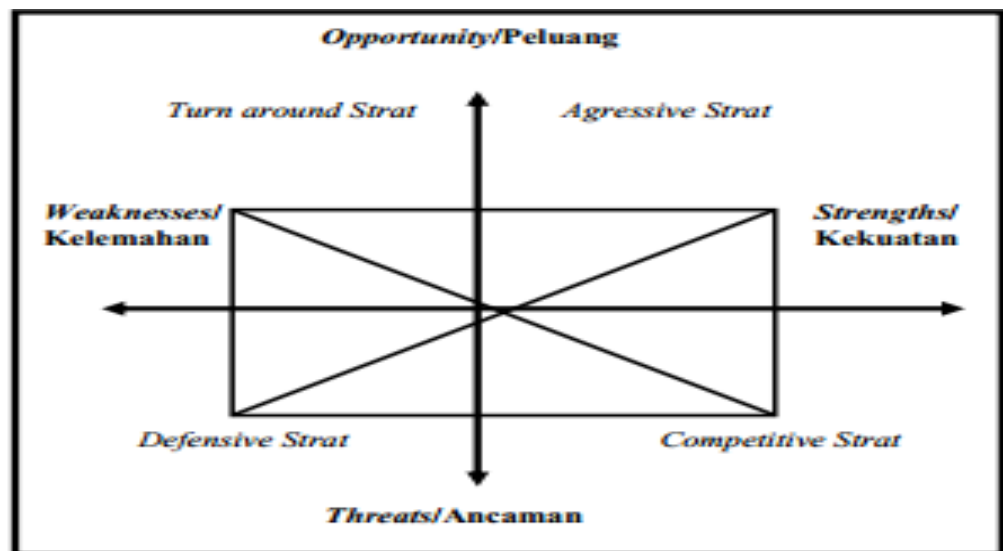 Opportunity/Peluang
Turn around Strat
Agressive Strat
Weaknesses/
Kelemahan
Strengths/
Kekuatan
Defensive Strat
Competitive Strat
Threats/Ancaman